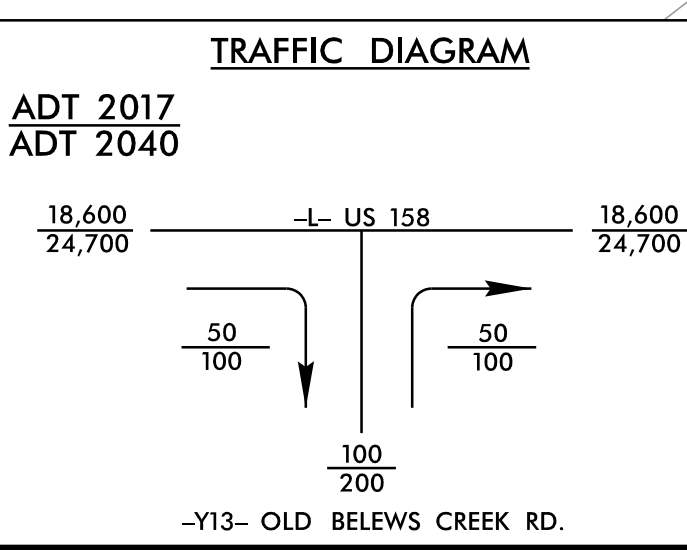 TRAFFIC DIAGRAM
ADT 2017
ADT 2040
18,600
24,700
–L– US 158
18,600
24,700
50
100
50
100
100
200
–Y13– OLD BELEWS CREEK RD.